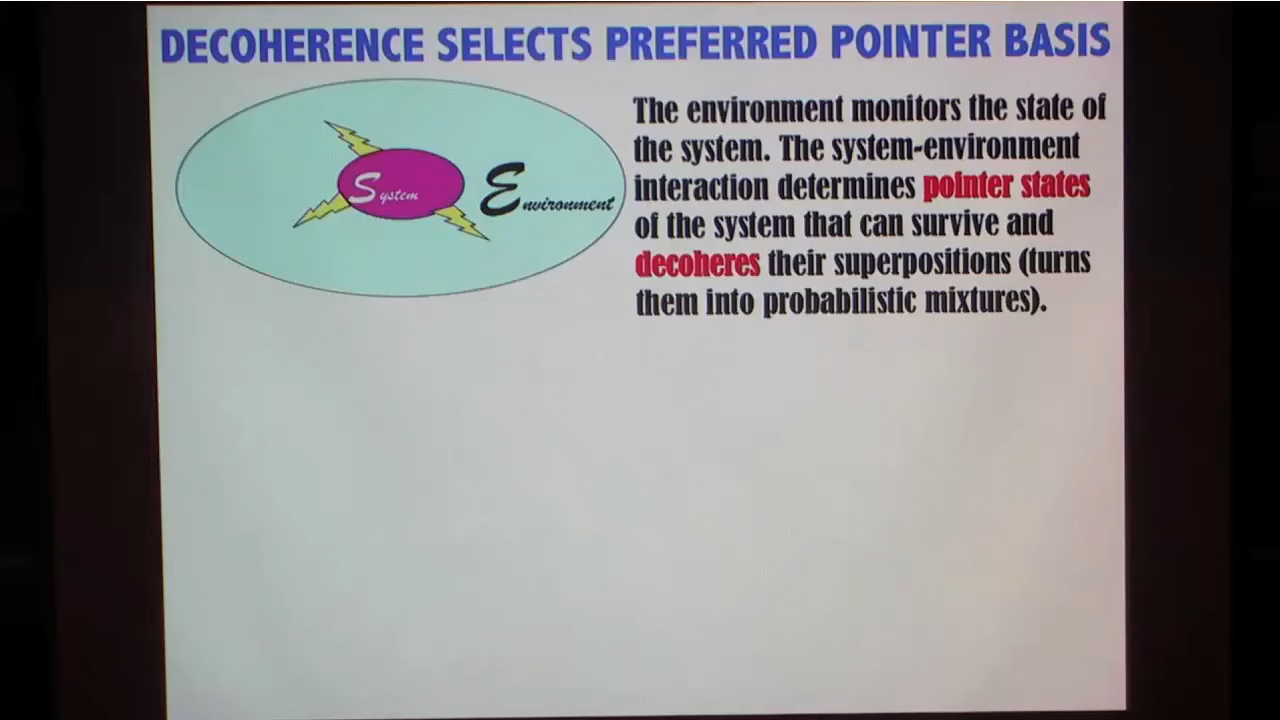 DECOHERENCE SELECTS PREFERRED POINTER BASIS
System
Environment
The environment monitors the state of
the system. The system-environment
interaction determines pointer states
of the system that can survive and
decoheres their superpositions (turns
them into probabilistic mixtures).